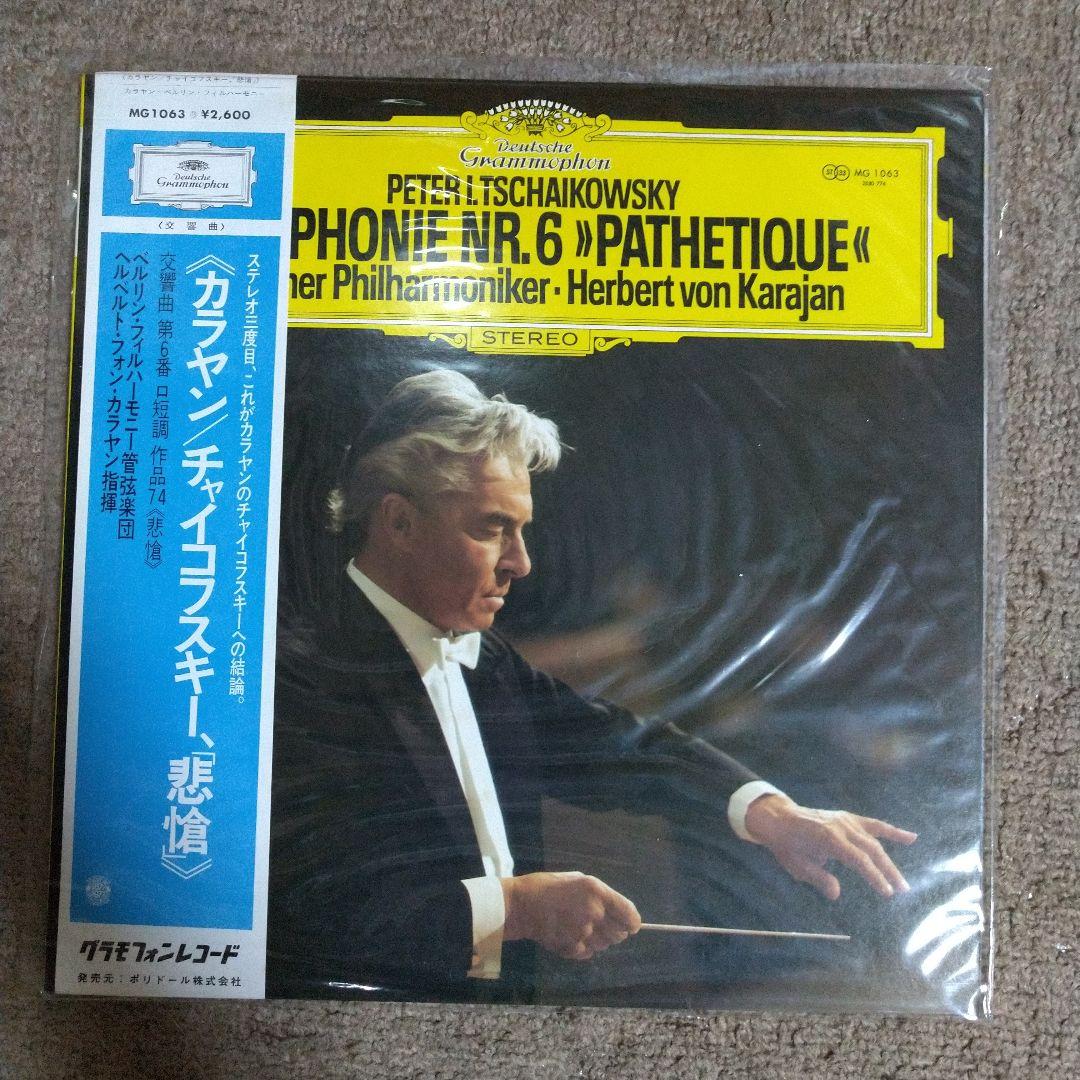 《カラヤン/チャイコフスキー、「悲愴」》
カラヤン・ベルリン・フィルハーモニー
MG1063 ¥2,600
Deutsche
Grammophon
(交響曲)
ステレオ三度目、これがカラヤンのチャイコフスキーへの結論。
《カラヤン/チャイコフスキー、「悲愴」》
交響曲 第6番 ロ短調 作品74《悲愴》
ベルリン・フィルハーモニー管弦楽団
ヘルベルト・フォン・カラヤン指揮
グラモフォンレコード
発売元:ポリドール株式会社
Deutsche
Grammophon
ST 33 MG 1063
2530 774
PETER I. TSCHAIKOWSKY
PHONIE NR. 6 »PATHETIQUE«
ner Philharmoniker · Herbert von Karajan
STEREO